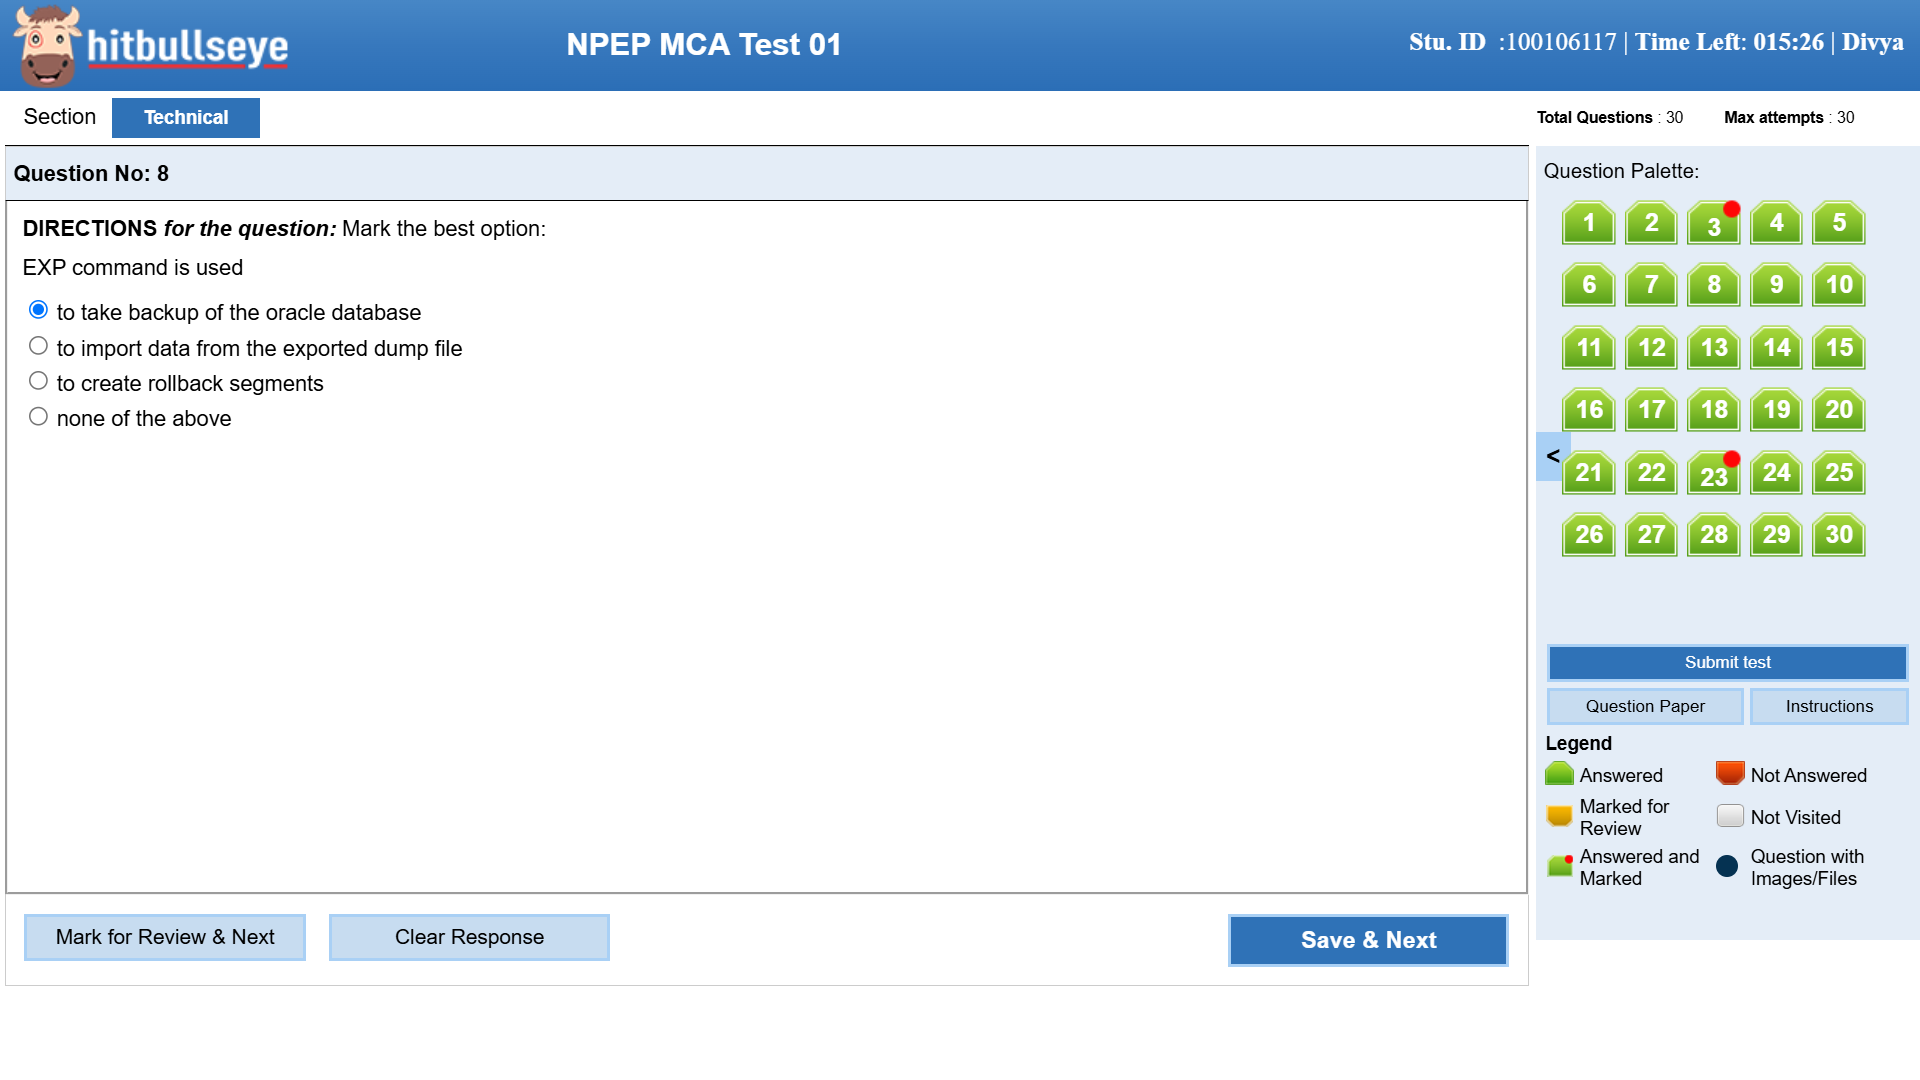 hitbullseye
NPEP MCA Test 01
Stu. ID :100106117 | Time Left: 015:26 | Divya
Section
Technical
Total Questions : 30
Max attempts : 30
Question No: 8
DIRECTIONS for the question: Mark the best option:
EXP command is used
to take backup of the oracle database
to import data from the exported dump file
to create rollback segments
none of the above
Mark for Review & Next
Clear Response
Save & Next
Question Palette:
1 2 3 4 5
6 7 8 9 10
11 12 13 14 15
16 17 18 19 20
<
21 22 23 24 25
26 27 28 29 30
Submit test
Question Paper
Instructions
Legend
Answered
Not Answered
Marked for
Review
Not Visited
Answered and
Marked
Question with
Images/Files